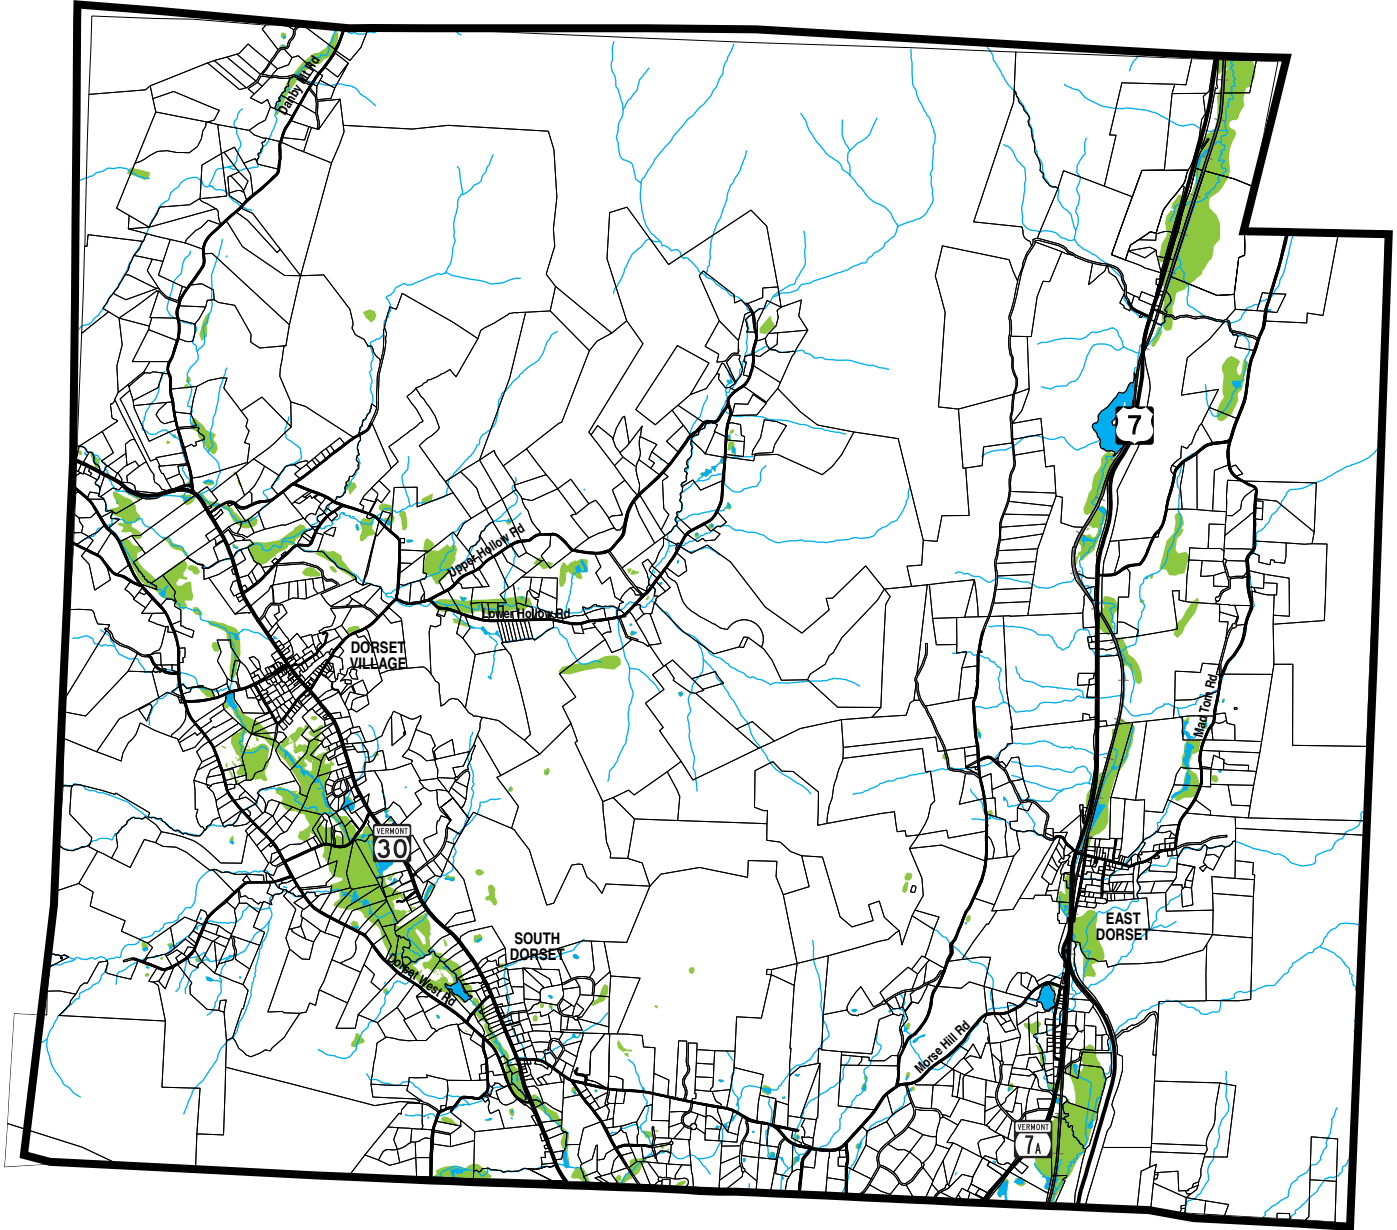 Danby Mt Rd
7
Upper Hollow Rd
Lower Hollow Rd
DORSET
VILLAGE
Mad Tom Rd
VERMONT
30
EAST
DORSET
SOUTH
DORSET
Dorset West Rd
Morse Hill Rd
VERMONT
7A